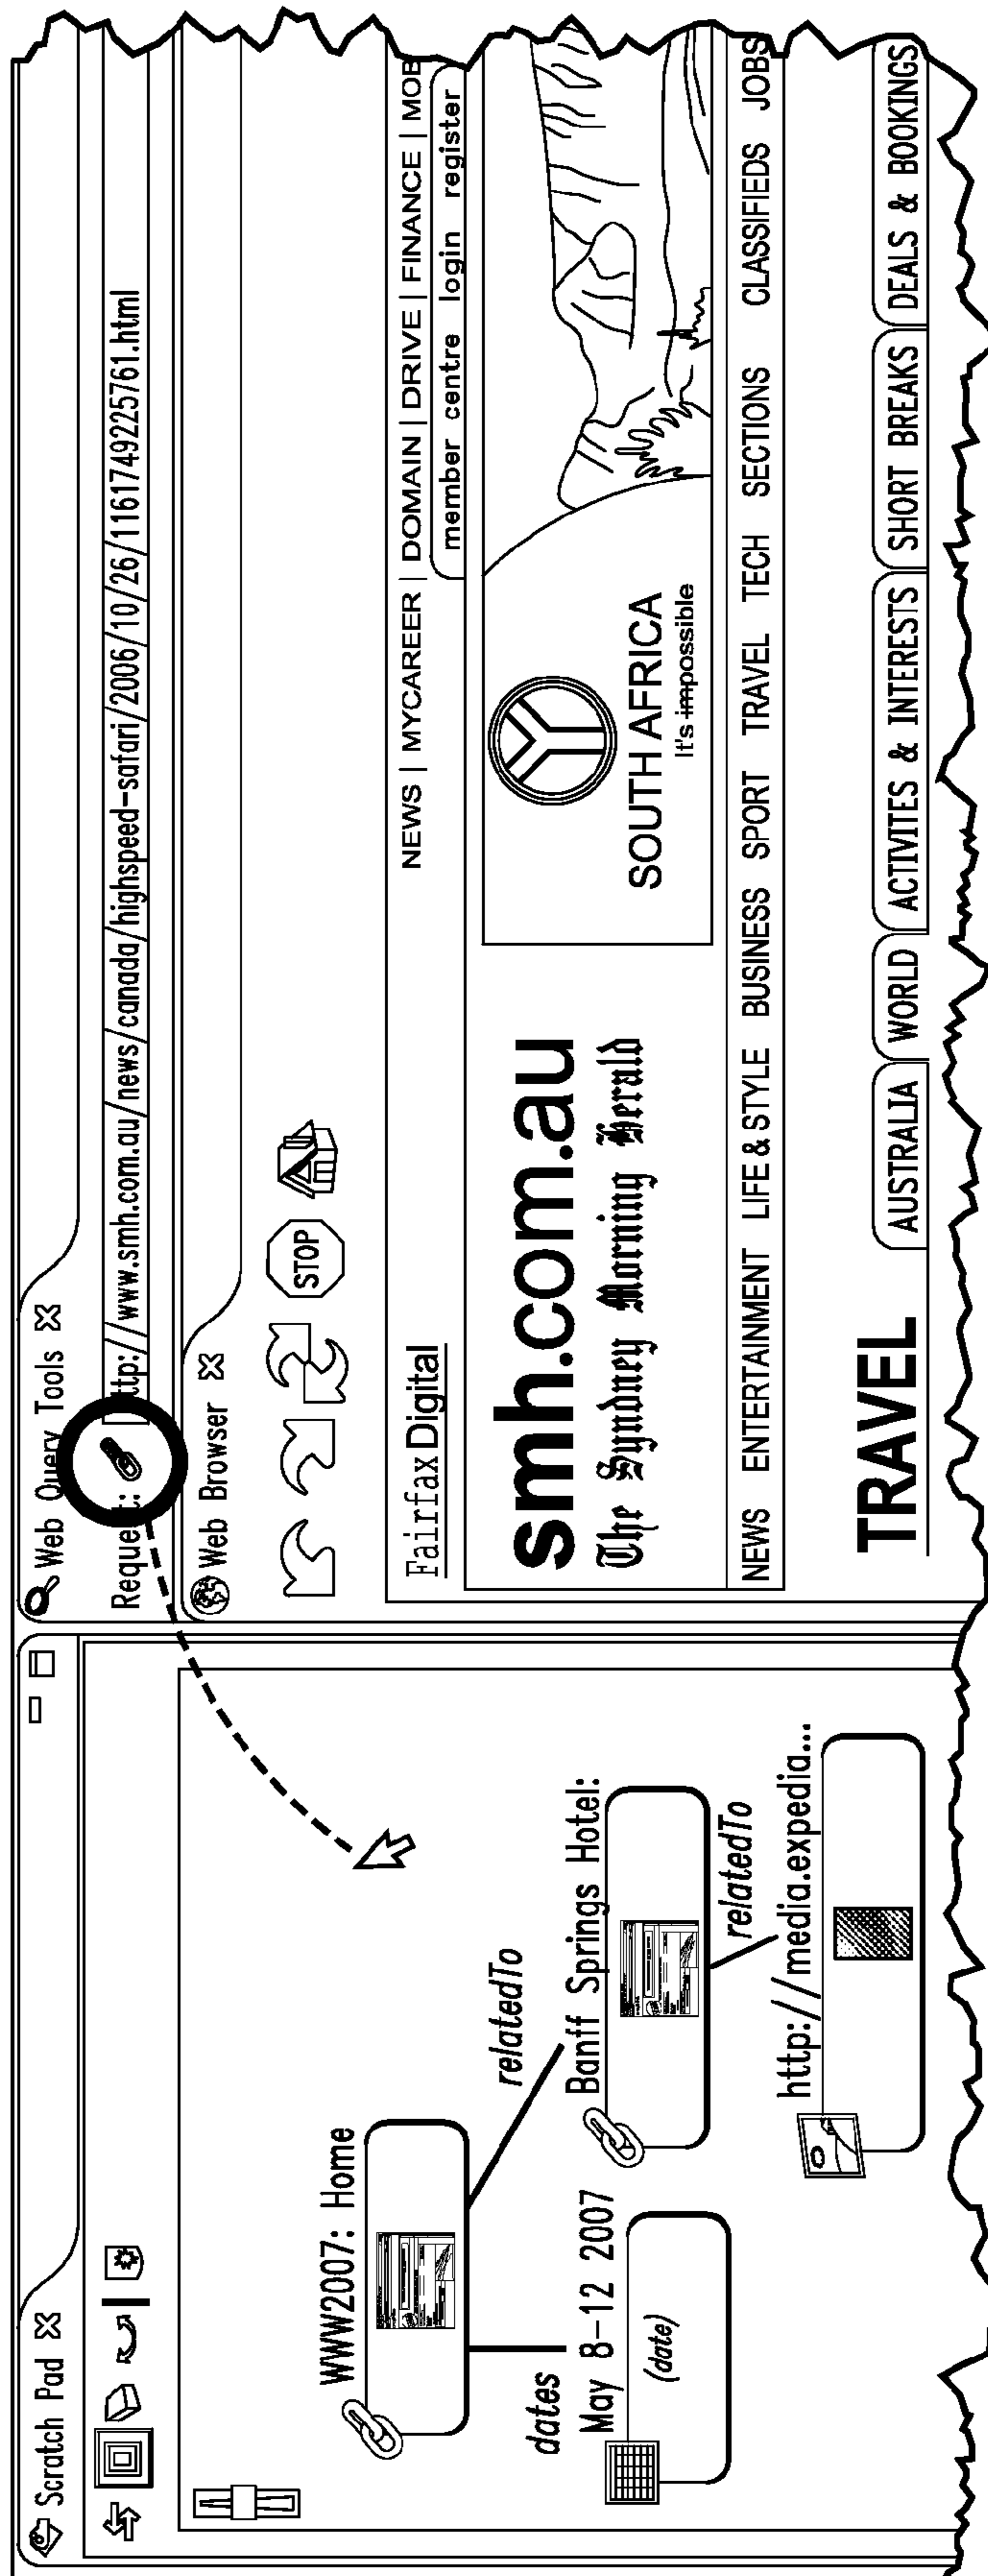 Scratch Pad
WWW2007: Home
relatedTo
dates
May 8-12 2007
(date)
Banff Springs Hotel:
relatedTo
http://media.expedia...
Web Query Tools
Request: http://www.smh.com.au/news/canada/highspeed-safari/2006/10/26/1161749225761.html
Web Browser
STOP
NEWS | MYCAREER | DOMAIN | DRIVE | FINANCE | MOB
Fairfax Digital
member centre login register
smh.com.au
The Syndney Morning Herald
SOUTH AFRICA
It's impossible
NEWS ENTERTAINMENT LIFE & STYLE BUSINESS SPORT TRAVEL TECH SECTIONS CLASSIFIEDS JOBS
TRAVEL
AUSTRALIA WORLD ACTIVITES & INTERESTS SHORT BREAKS DEALS & BOOKINGS